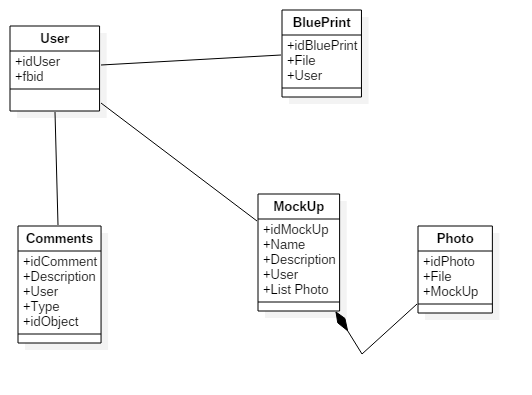 User
+idUser
+fbid
BluePrint
+idBluePrint
+File
+User
Comments
+idComment
+Description
+User
+Type
+idObject
MockUp
+idMockUp
+Name
+Description
+User
+List Photo
Photo
+idPhoto
+File
+MockUp